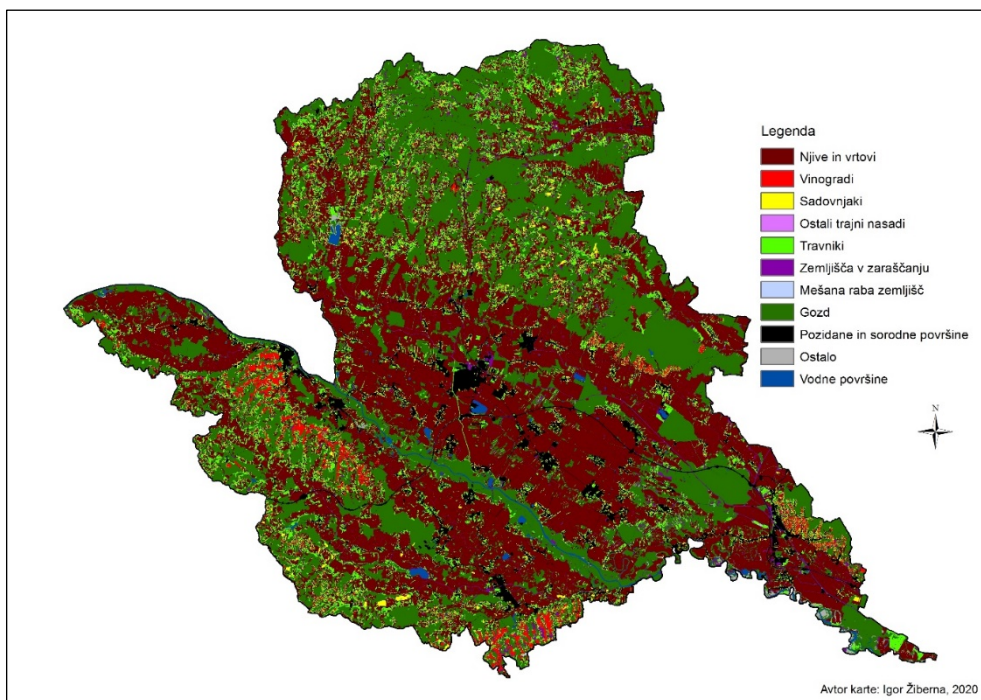 Legenda
Njive in vrtovi
Vinogradi
Sadovnjaki
Ostali trajni nasadi
Travniki
Zemljišča v zaraščanju
Mešana raba zemljišč
Gozd
Pozidane in sorodne površine
Ostalo
Vodne površine
N
Avtor karte: Igor Žiberna, 2020